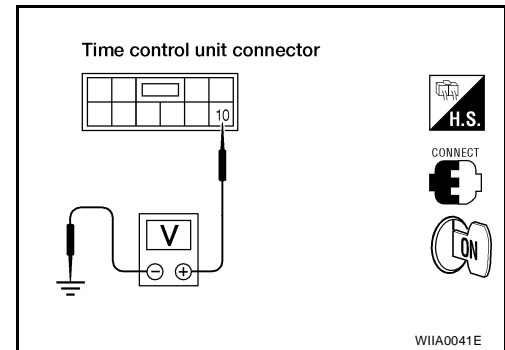 Time control unit connector
10
H.S.
CONNECT
V
ON
WIIA0041E